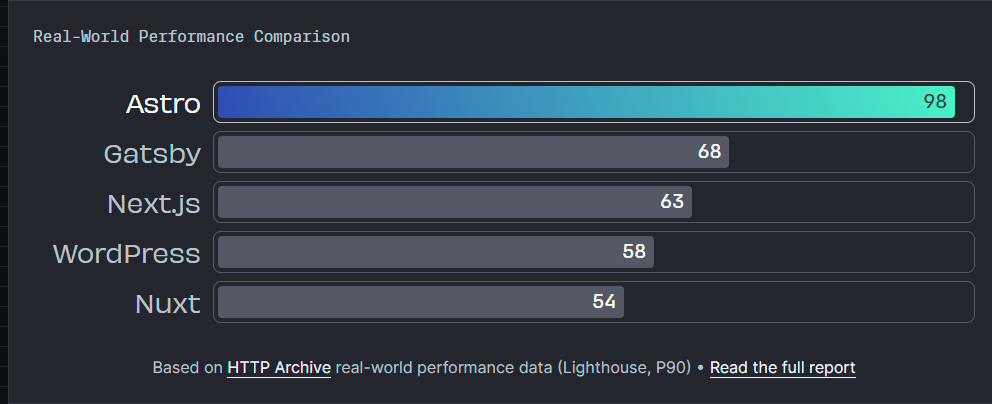 Real-World Performance Comparison
Astro 98
Gatsby 68
Next.js 63
WordPress 58
Nuxt 54
Based on HTTP Archive real-world performance data (Lighthouse, P90) • Read the full report